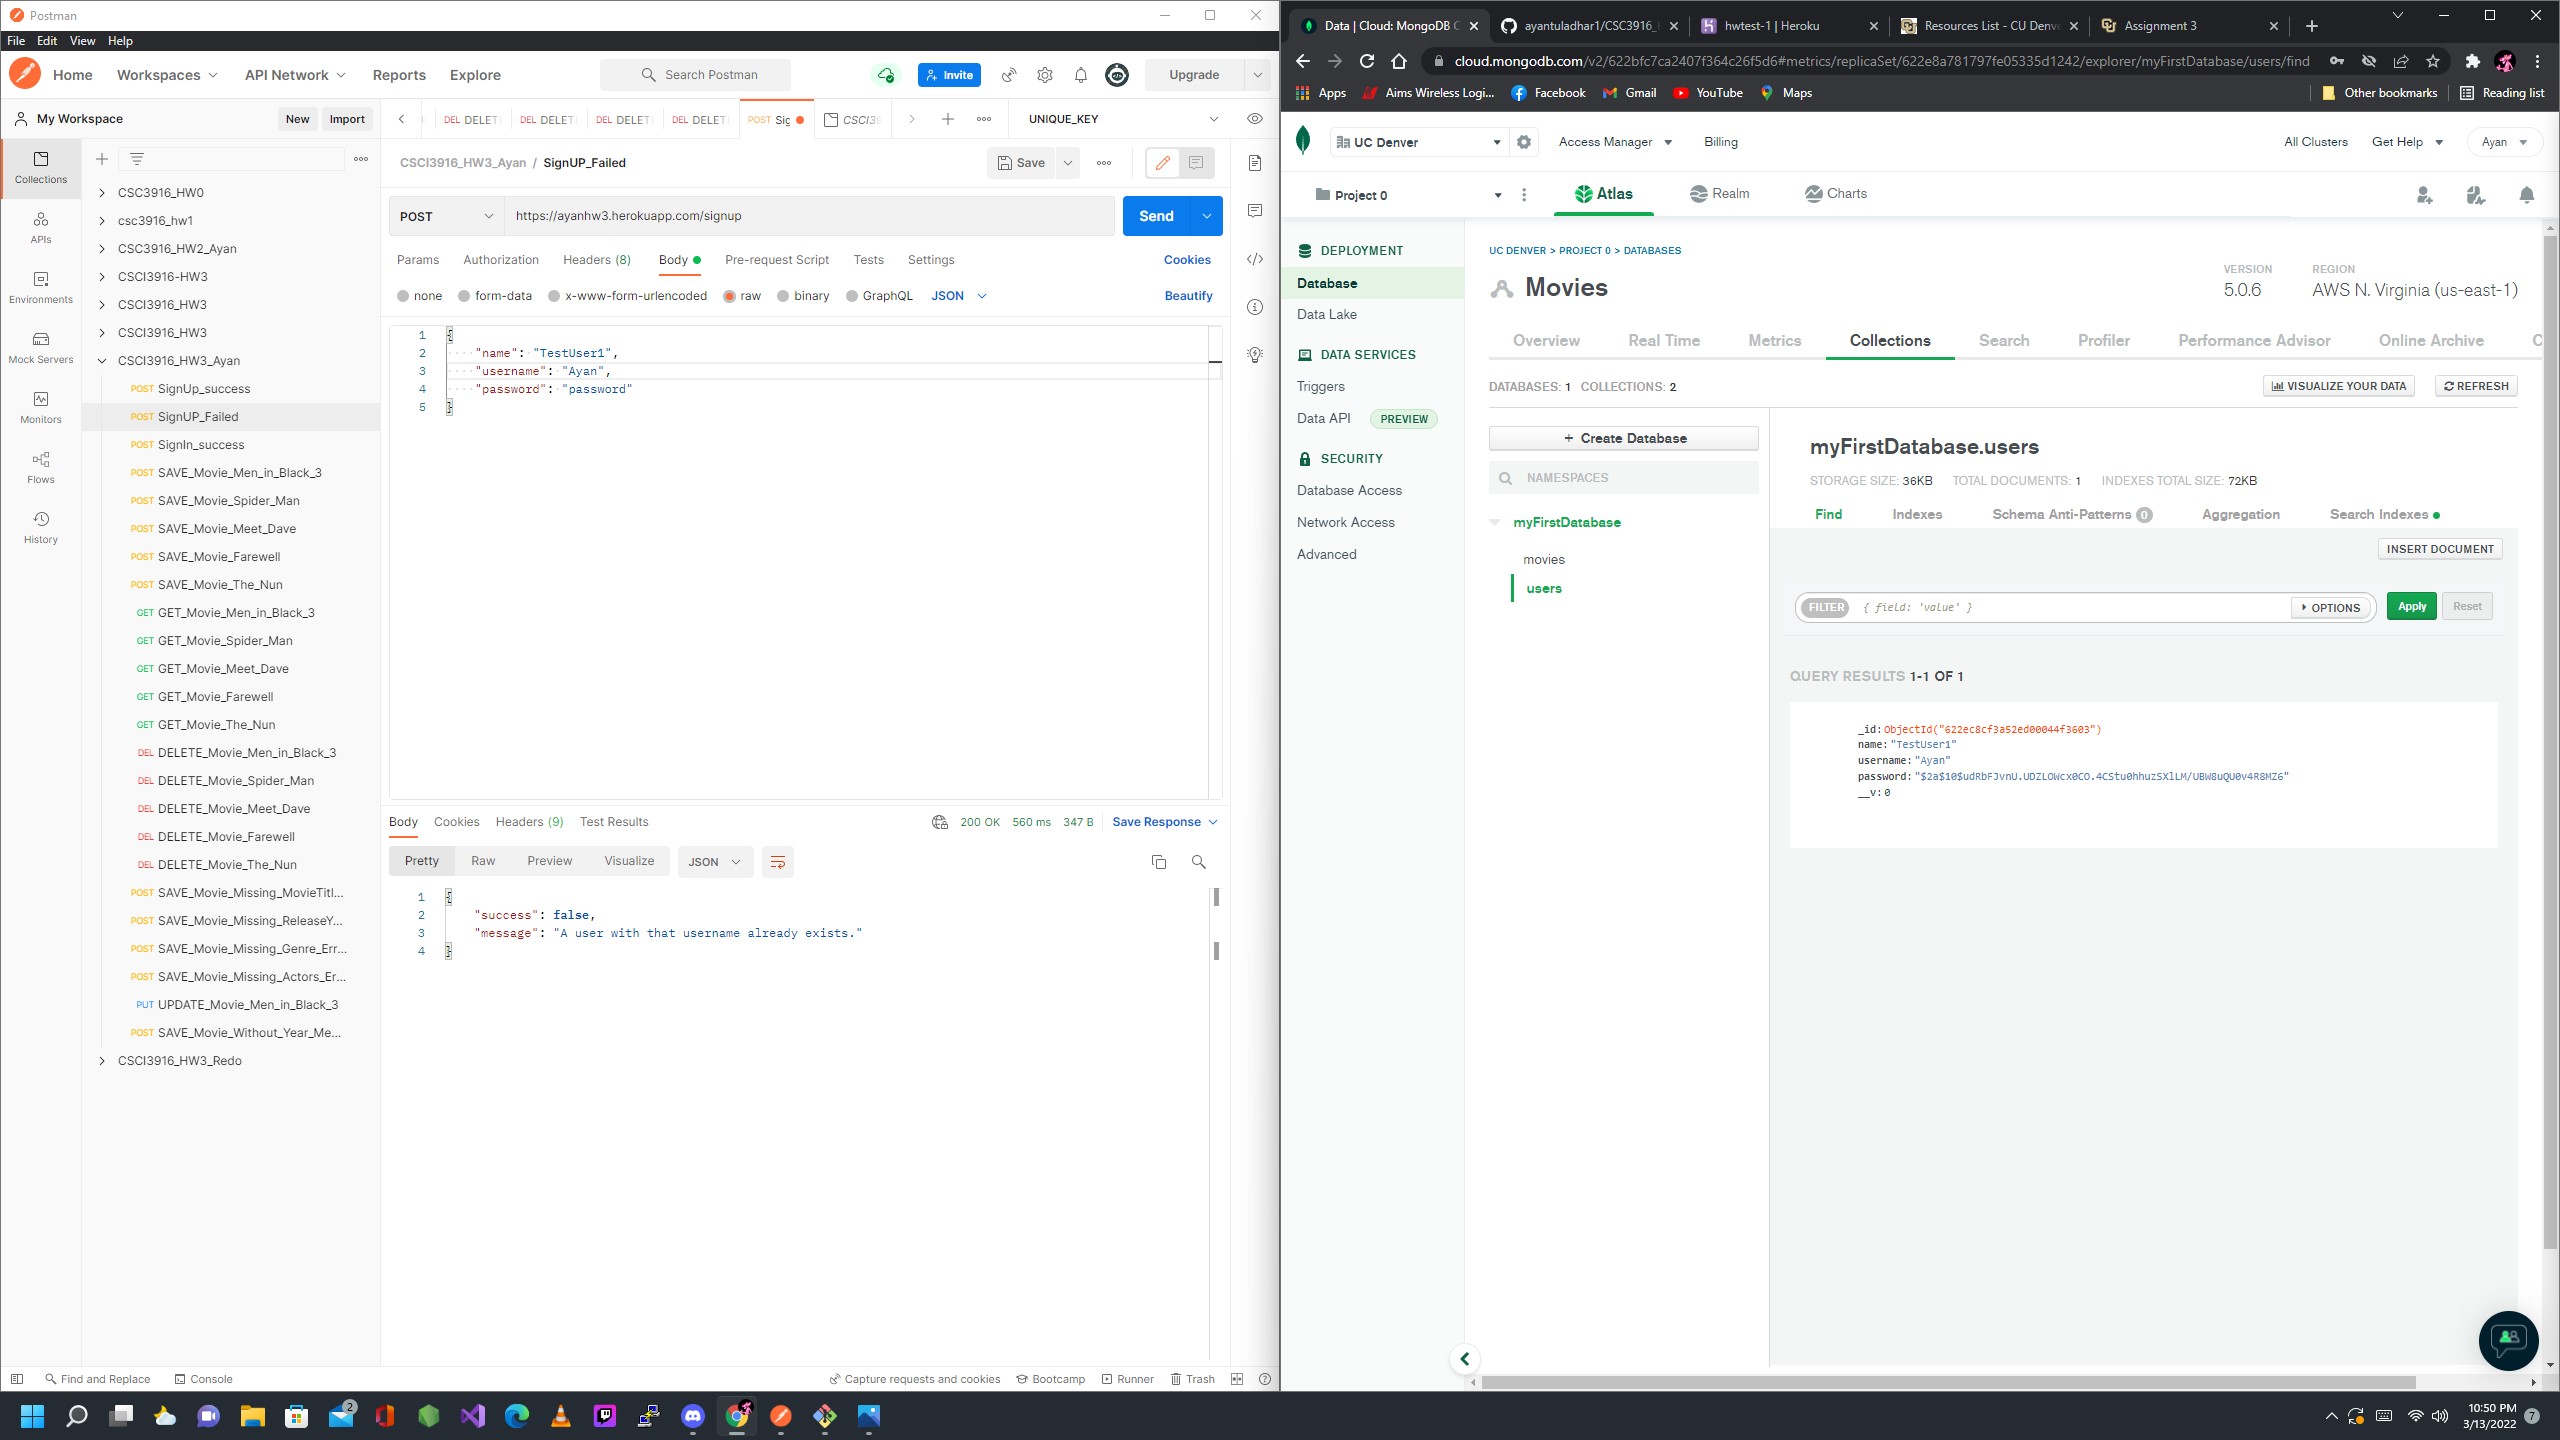 Postman
File Edit View Help
Home Workspaces API Network Reports Explore
Search Postman
Invite
Upgrade
My Workspace
New Import
DELET DELET DELET DELET POST Sig CSCI39
UNIQUE_KEY
CSCI3916_HW3_Ayan / SignUP_Failed
Save
POST https://ayanhw3.herokuapp.com/signup
Send
Params Authorization Headers (8) Body Pre-request Script Tests Settings Cookies
none form-data x-www-form-urlencoded raw binary GraphQL JSON Beautify
1 {
2 "name": "TestUser1",
3 "username": "Ayan",
4 "password": "password"
5 }
Collections
APIs
Environments
Mock Servers
Monitors
Flows
History
CSC3916_HW0
csc3916_hw1
CSC3916_HW2_Ayan
CSCI3916-HW3
CSCI3916_HW3
CSCI3916_HW3
CSCI3916_HW3_Ayan
POST SignUp_success
POST SignUP_Failed
POST SignIn_success
POST SAVE_Movie_Men_in_Black_3
POST SAVE_Movie_Spider_Man
POST SAVE_Movie_Meet_Dave
POST SAVE_Movie_Farewell
POST SAVE_Movie_The_Nun
GET GET_Movie_Men_in_Black_3
GET GET_Movie_Spider_Man
GET GET_Movie_Meet_Dave
GET GET_Movie_Farewell
GET GET_Movie_The_Nun
DEL DELETE_Movie_Men_in_Black_3
DEL DELETE_Movie_Spider_Man
DEL DELETE_Movie_Meet_Dave
DEL DELETE_Movie_Farewell
DEL DELETE_Movie_The_Nun
POST SAVE_Movie_Missing_MovieTitl...
POST SAVE_Movie_Missing_ReleaseY...
POST SAVE_Movie_Missing_Genre_Err...
POST SAVE_Movie_Missing_Actors_Er...
PUT UPDATE_Movie_Men_in_Black_3
POST SAVE_Movie_Without_Year_Me...
CSCI3916_HW3_Redo
Body Cookies Headers (9) Test Results
200 OK 560 ms 347 B Save Response
Pretty Raw Preview Visualize JSON
1 {
2 "success": false,
3 "message": "A user with that username already exists."
4 }
Find and Replace Console
Capture requests and cookies Bootcamp Runner Trash
Data | Cloud: MongoDB C
ayantuladhar1/CSC3916_
hwtest-1 | Heroku
Resources List - CU Denve
Assignment 3
cloud.mongodb.com/v2/622bfc7ca2407f364c26f5d6#metrics/replicaSet/622e8a781797fe05335d1242/explorer/myFirstDatabase/users/find
Apps Aims Wireless Logi... Facebook Gmail YouTube Maps Other bookmarks Reading list
UC Denver Access Manager Billing All Clusters Get Help Ayan
Project 0 Atlas Realm Charts
DEPLOYMENT
Database
Data Lake
DATA SERVICES
Triggers
Data API PREVIEW
SECURITY
Database Access
Network Access
Advanced
UC DENVER > PROJECT 0 > DATABASES
Movies
VERSION REGION
5.0.6 AWS N. Virginia (us-east-1)
Overview Real Time Metrics Collections Search Profiler Performance Advisor Online Archive C
DATABASES: 1 COLLECTIONS: 2
VISUALIZE YOUR DATA REFRESH
+ Create Database
NAMESPACES
myFirstDatabase
movies
users
myFirstDatabase.users
STORAGE SIZE: 36KB TOTAL DOCUMENTS: 1 INDEXES TOTAL SIZE: 72KB
Find Indexes Schema Anti-Patterns 0 Aggregation Search Indexes
INSERT DOCUMENT
FILTER { field: 'value' } OPTIONS Apply Reset
QUERY RESULTS 1-1 OF 1
_id: ObjectId("622ec8cf3a52ed00044f3603")
name: "TestUser1"
username: "Ayan"
password: "$2a$10$udRbFJvnU.UDZLOWcx0CO.4CStu0hhuzSXlLM/UBW8uQU0v4R8MZ6"
__v: 0
2
10:50 PM
3/13/2022
7